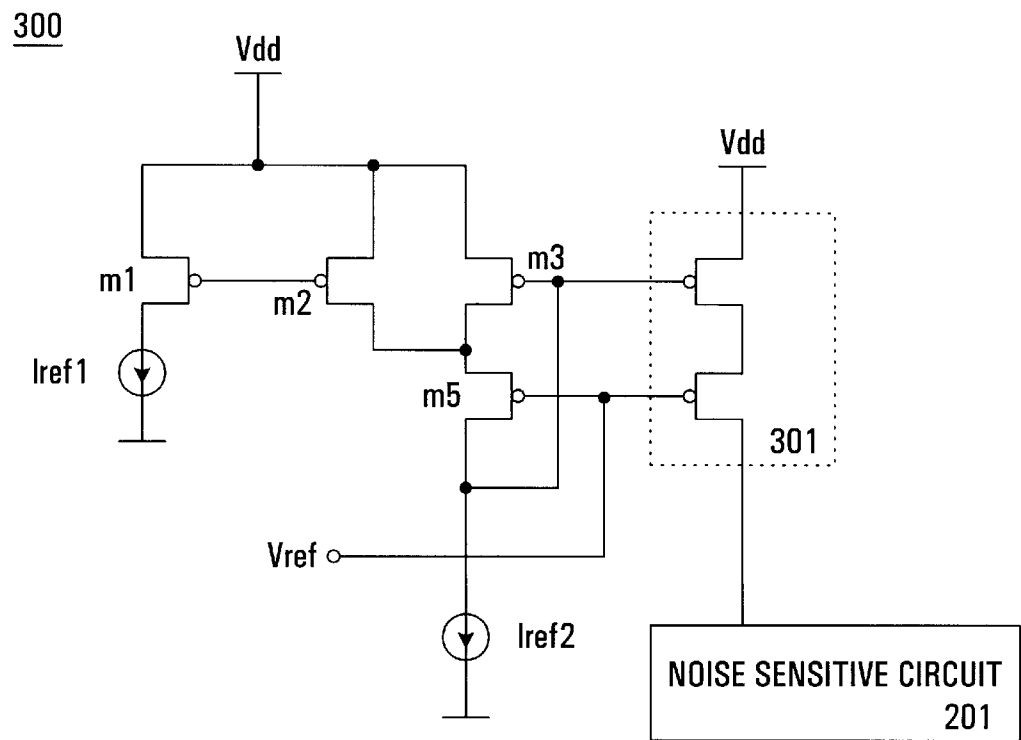 300
Vdd
Vdd
m1
m2
m3
Iref1
m5
301
Vref
Iref2
NOISE SENSITIVE CIRCUIT
201